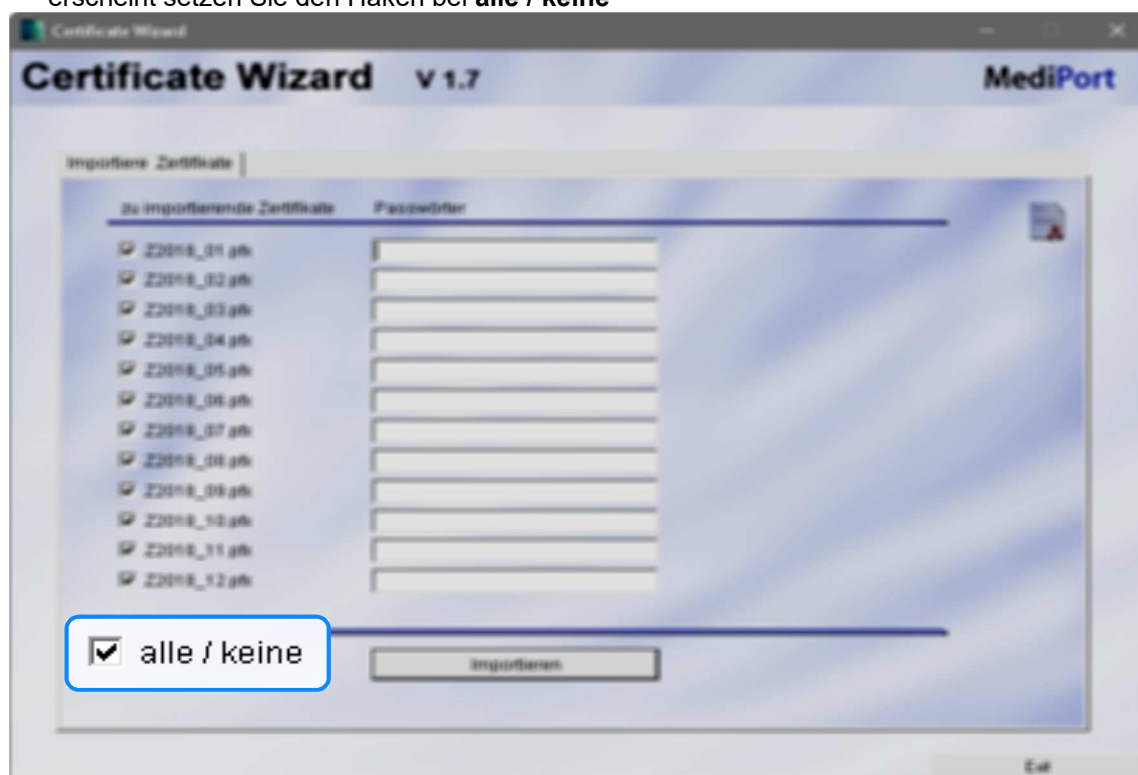 erscheint setzen Sie den Haken bei alle / keine
Certificate Wizard
Certificate Wizard V 1.7 MediPort
Importiere Zertifikate
zu importierende Zertifikate Passwörter
Z2018_01.pfx
Z2018_02.pfx
Z2018_03.pfx
Z2018_04.pfx
Z2018_05.pfx
Z2018_06.pfx
Z2018_07.pfx
Z2018_08.pfx
Z2018_09.pfx
Z2018_10.pfx
Z2018_11.pfx
Z2018_12.pfx
alle / keine
Importieren
Exit